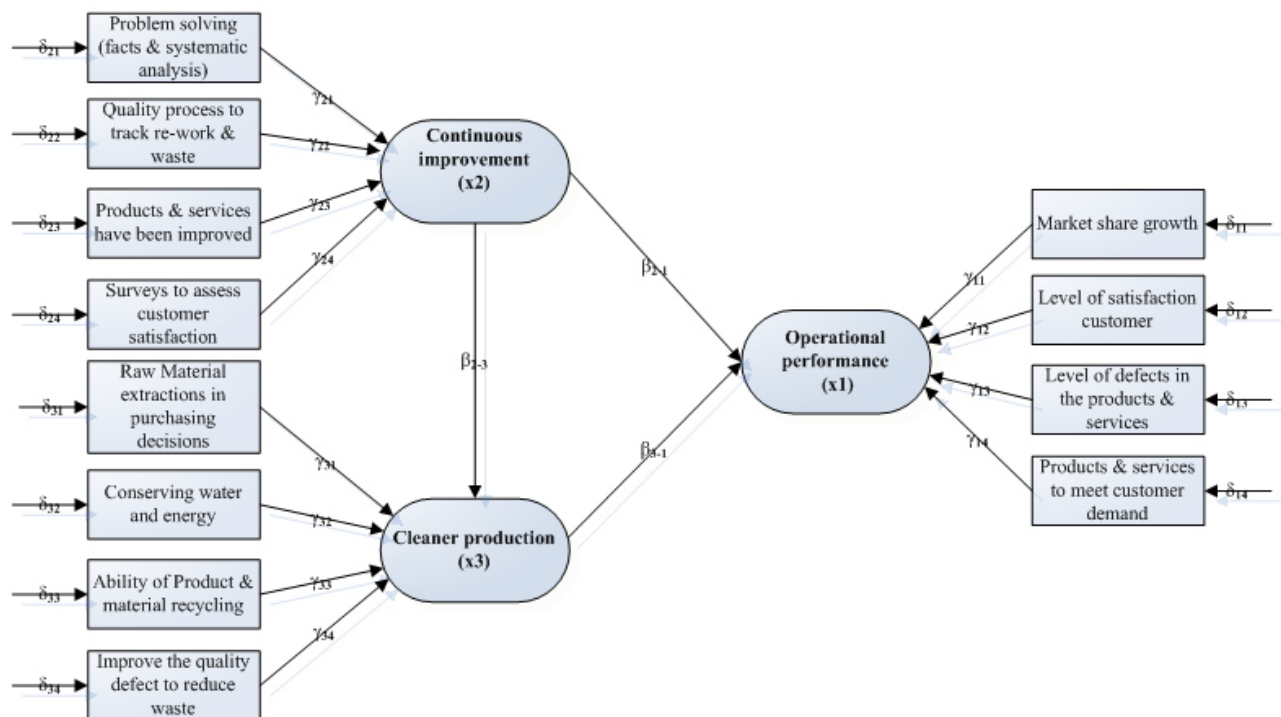 Problem solving
(facts & systematic
analysis)
δ21
γ21
Quality process to
track re-work &
waste
δ22
γ22
Products & services
have been improved
δ23
γ23
Surveys to assess
customer
satisfaction
δ24
γ24
Continuous
improvement
(x2)
Raw Material
extractions in
purchasing
decisions
δ31
γ31
Conserving water
and energy
δ32
γ32
Ability of Product &
material recycling
δ33
γ33
Improve the quality
defect to reduce
waste
δ34
γ34
Cleaner production
(x3)
β2-3
β2-1
β3-1
Operational
performance
(x1)
Market share growth
δ11
γ11
Level of satisfaction
customer
δ12
γ12
Level of defects in
the products &
services
δ13
γ13
Products & services
to meet customer
demand
δ14
γ14